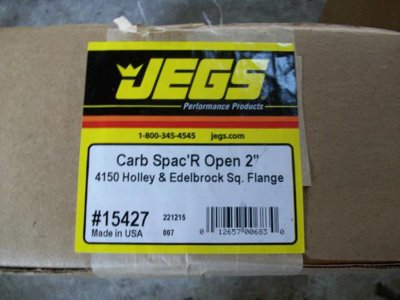 JEGS
Performance Products
1-800-345-4545 jegs.com
Carb Spac'R Open 2"
4150 Holley & Edelbrock Sq. Flange
#15427
Made in USA
221215
007
0 12657 00683 0